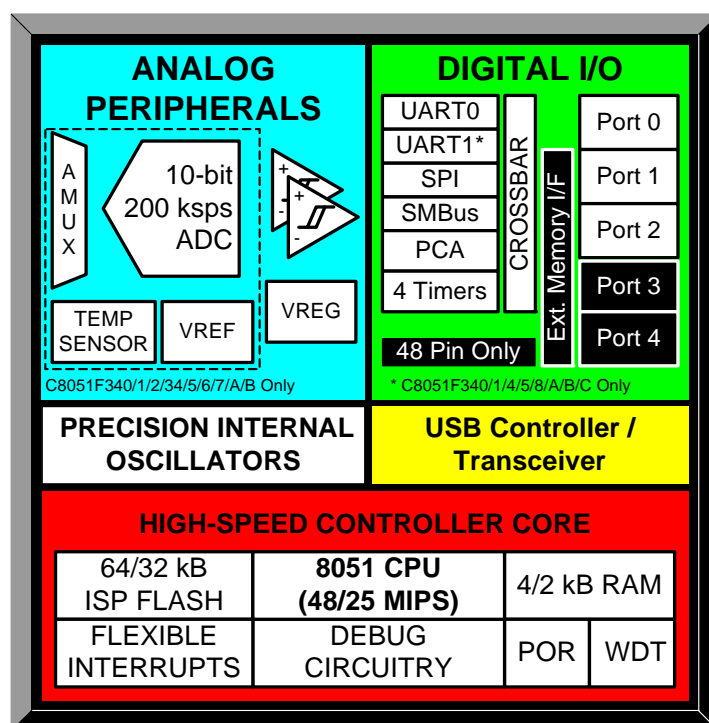 ANALOG
PERIPHERALS
A
M
U
X
10-bit
200 ksps
ADC
+
-
+
-
TEMP
SENSOR
VREF
VREG
C8051F340/1/2/34/5/6/7/A/B Only
DIGITAL I/O
UART0
UART1*
SPI
SMBus
PCA
4 Timers
CROSSBAR
Ext. Memory I/F
Port 0
Port 1
Port 2
Port 3
Port 4
48 Pin Only
* C8051F340/1/4/5/8/A/B/C Only
PRECISION INTERNAL
OSCILLATORS
USB Controller /
Transceiver
HIGH-SPEED CONTROLLER CORE
64/32 kB
ISP FLASH
8051 CPU
(48/25 MIPS)
4/2 kB RAM
FLEXIBLE
INTERRUPTS
DEBUG
CIRCUITRY
POR
WDT